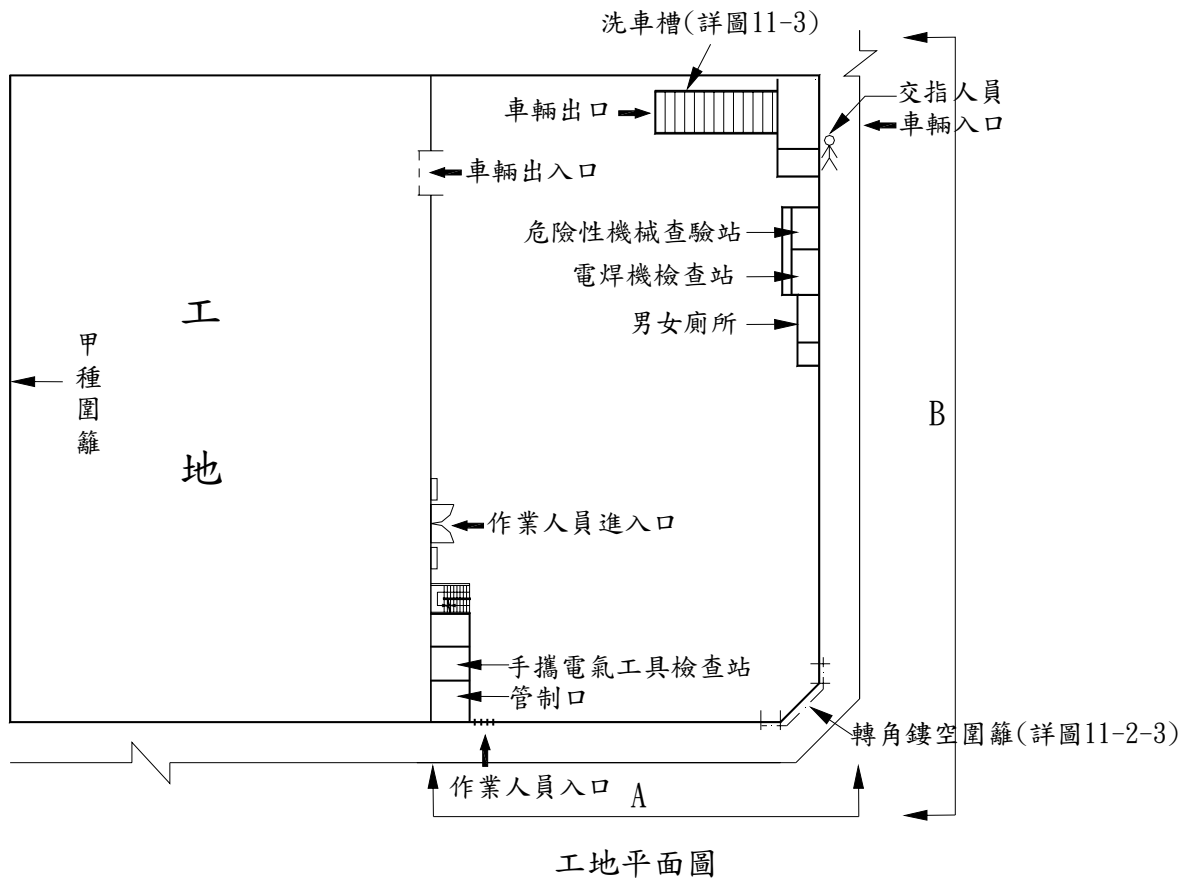 洗車槽(詳圖11-3)
交指人員
車輛出口
車輛入口
車輛出入口
危險性機械查驗站
電焊機檢查站
男女廁所
工地
甲種圍籬
B
作業人員進入口
手攜電氣工具檢查站
管制口
轉角鏤空圍籬(詳圖11-2-3)
作業人員入口
A
工地平面圖